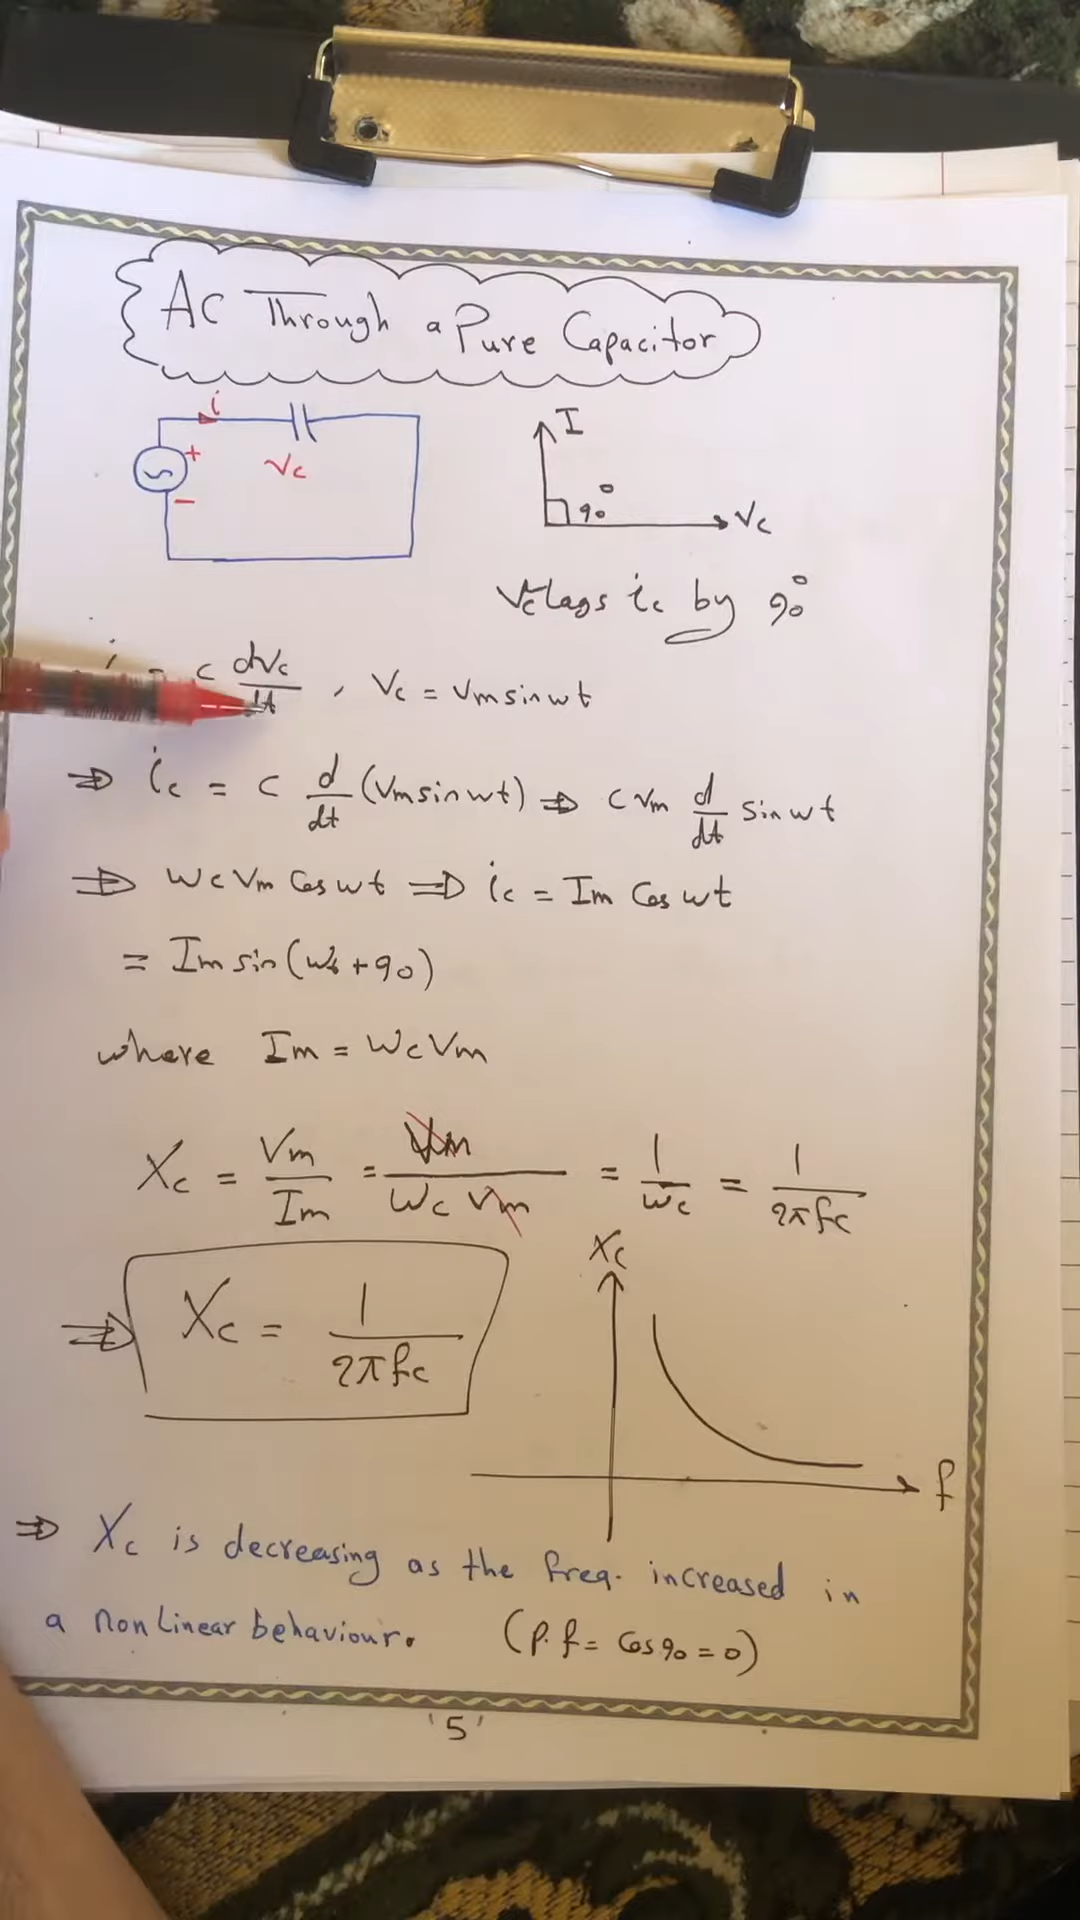 AC Through a Pure Capacitor
i
+
Vc
-
I
90°
Vc
Vc lags ic by 90°
i = c dVc/dt , Vc = Vm sin wt
⇒ ic = c d/dt (Vm sin wt) ⇒ c Vm d/dt sin wt
⇒ wc Vm Cos wt ⇒ ic = Im Cos wt
= Im sin (wt + 90)
where Im = wc Vm
Xc = Vm/Im = Vm/wc Vm = 1/wc = 1/2πfc
⇒ Xc = 1/2πfc
Xc
f
⇒ Xc is decreasing as the freq. increased in
a nonLinear behaviour. (p.f = Cos 90 = 0)
'5'